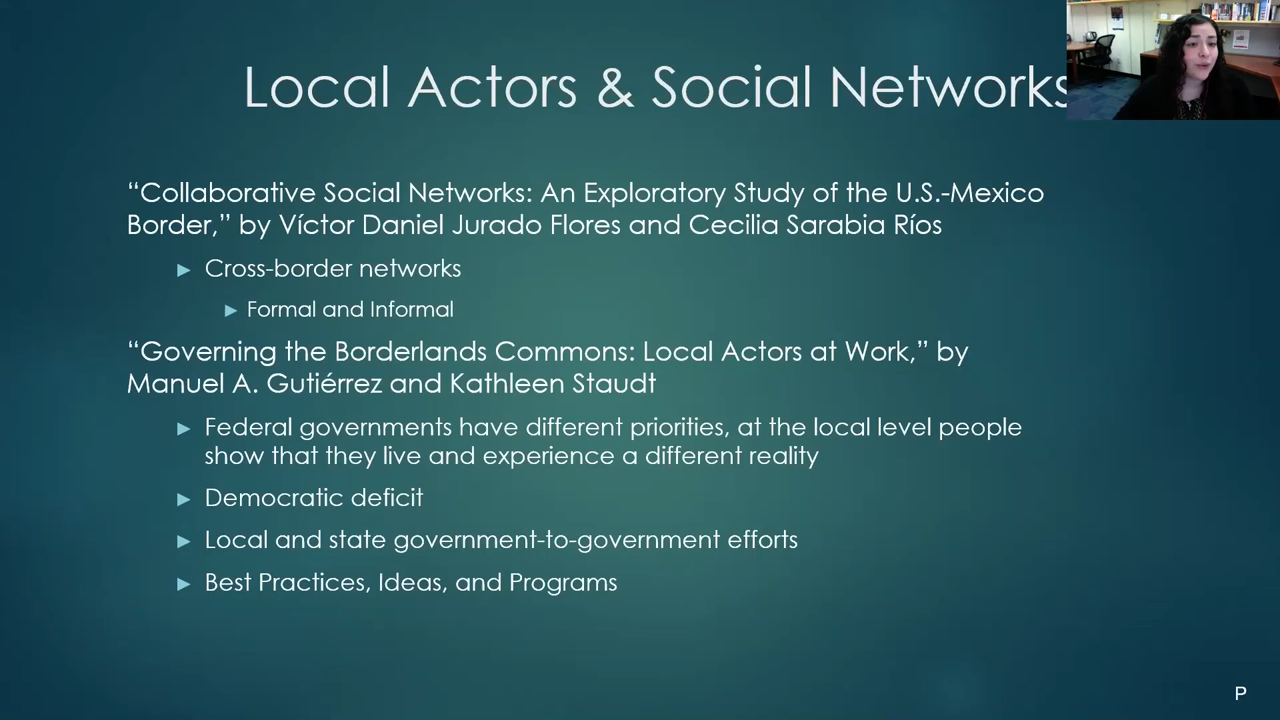 Local Actors & Social Networks
“Collaborative Social Networks: An Exploratory Study of the U.S.-Mexico
Border,” by Víctor Daniel Jurado Flores and Cecilia Sarabia Ríos
► Cross-border networks
► Formal and Informal
“Governing the Borderlands Commons: Local Actors at Work,” by
Manuel A. Gutiérrez and Kathleen Staudt
► Federal governments have different priorities, at the local level people
show that they live and experience a different reality
► Democratic deficit
► Local and state government-to-government efforts
► Best Practices, Ideas, and Programs
P